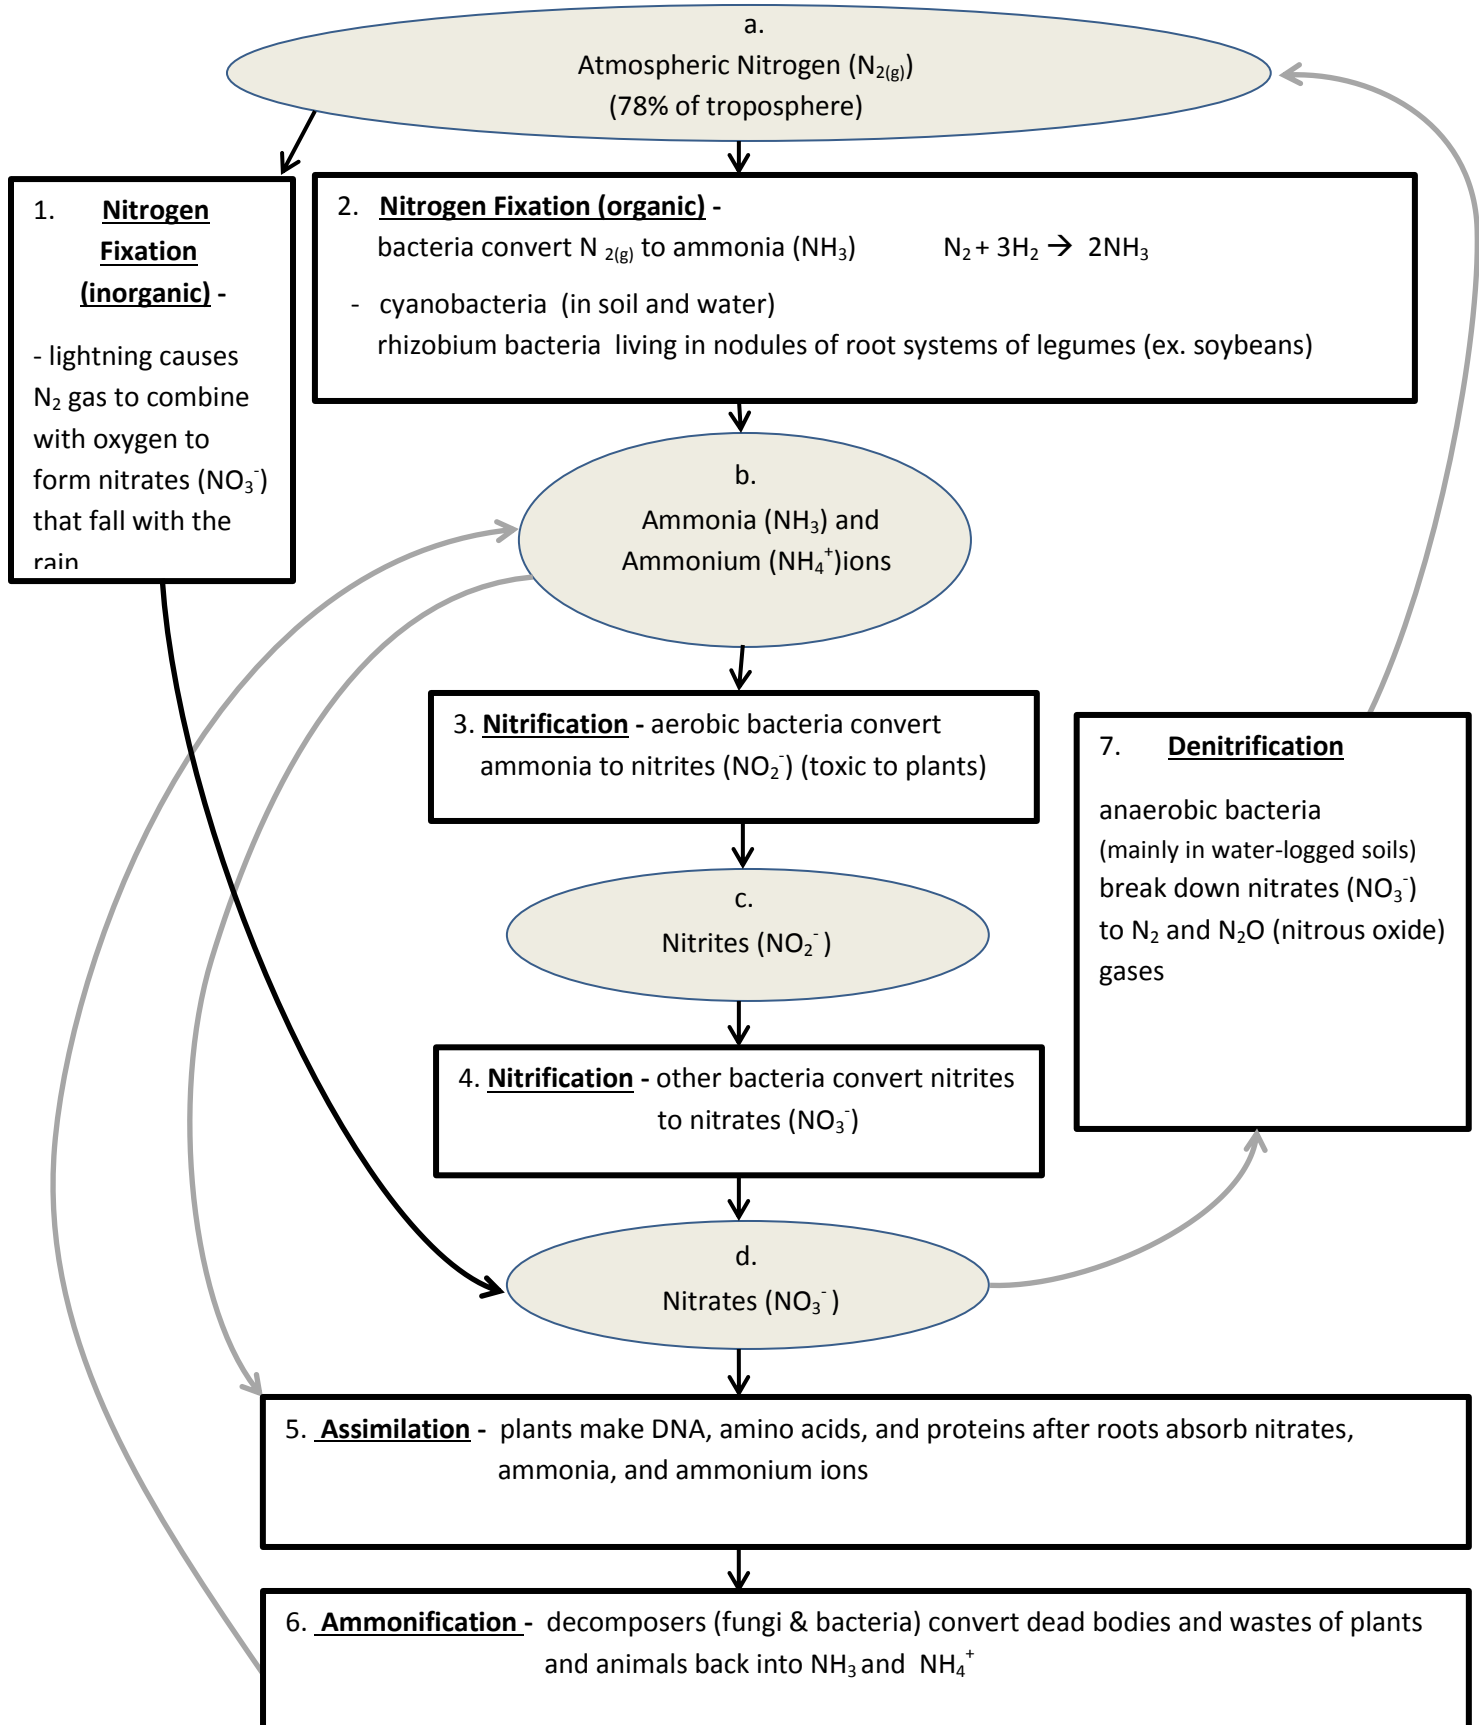 a.
Atmospheric Nitrogen (N₂₍g₎)
(78% of troposphere)
1. Nitrogen
Fixation
(inorganic) -
- lightning causes
N₂ gas to combine
with oxygen to
form nitrates (NO₃⁻)
that fall with the
rain
2. Nitrogen Fixation (organic) -
bacteria convert N ₂₍g₎ to ammonia (NH₃) N₂ + 3H₂ → 2NH₃
- cyanobacteria (in soil and water)
rhizobium bacteria living in nodules of root systems of legumes (ex. soybeans)
b.
Ammonia (NH₃) and
Ammonium (NH₄⁺)ions
3. Nitrification - aerobic bacteria convert
ammonia to nitrites (NO₂⁻) (toxic to plants)
c.
Nitrites (NO₂⁻ )
4. Nitrification - other bacteria convert nitrites
to nitrates (NO₃⁻)
d.
Nitrates (NO₃⁻ )
7. Denitrification
anaerobic bacteria
(mainly in water-logged soils)
break down nitrates (NO₃⁻)
to N₂ and N₂O (nitrous oxide)
gases
5. Assimilation - plants make DNA, amino acids, and proteins after roots absorb nitrates,
ammonia, and ammonium ions
6. Ammonification - decomposers (fungi & bacteria) convert dead bodies and wastes of plants
and animals back into NH₃ and NH₄⁺